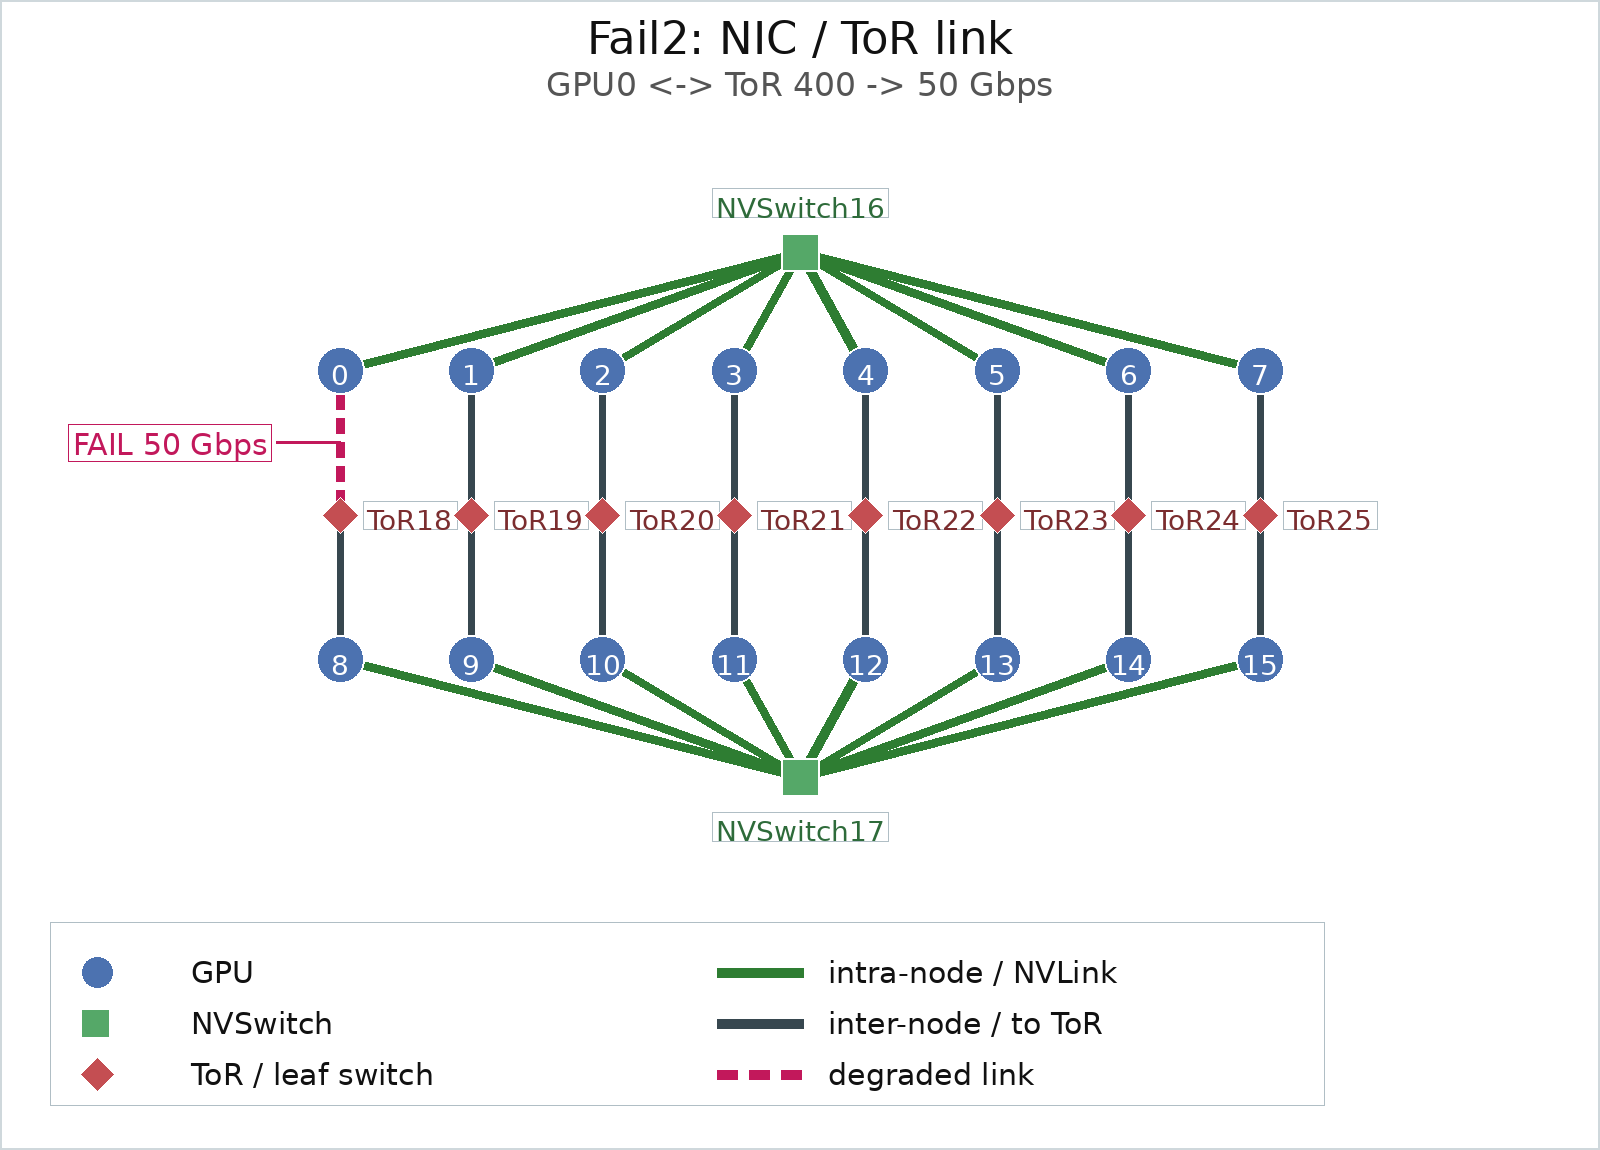 Fail2: NIC / ToR link
GPU0 <-> ToR 400 -> 50 Gbps
NVSwitch16
0 1 2 3 4 5 6 7
FAIL 50 Gbps
ToR18 ToR19 ToR20 ToR21 ToR22 ToR23 ToR24 ToR25
8 9 10 11 12 13 14 15
NVSwitch17
GPU
NVSwitch
ToR / leaf switch
intra-node / NVLink
inter-node / to ToR
degraded link